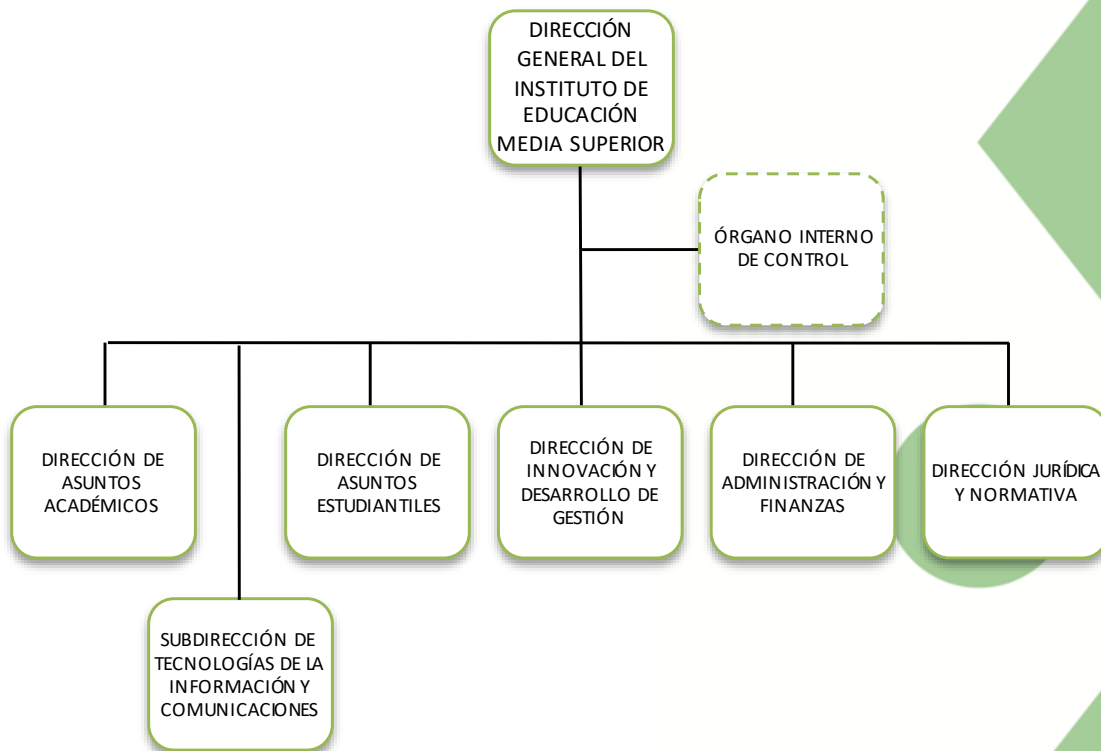 DIRECCIÓN
GENERAL DEL
INSTITUTO DE
EDUCACIÓN
MEDIA SUPERIOR
ÓRGANO INTERNO
DE CONTROL
DIRECCIÓN DE
ASUNTOS
ACADÉMICOS
DIRECCIÓN DE
ASUNTOS
ESTUDIANTILES
DIRECCIÓN DE
INNOVACIÓN Y
DESARROLLO DE
GESTIÓN
DIRECCIÓN DE
ADMINISTRACIÓN Y
FINANZAS
DIRECCIÓN JURÍDICA
Y NORMATIVA
SUBDIRECCIÓN DE
TECNOLOGÍAS DE LA
INFORMACIÓN Y
COMUNICACIONES